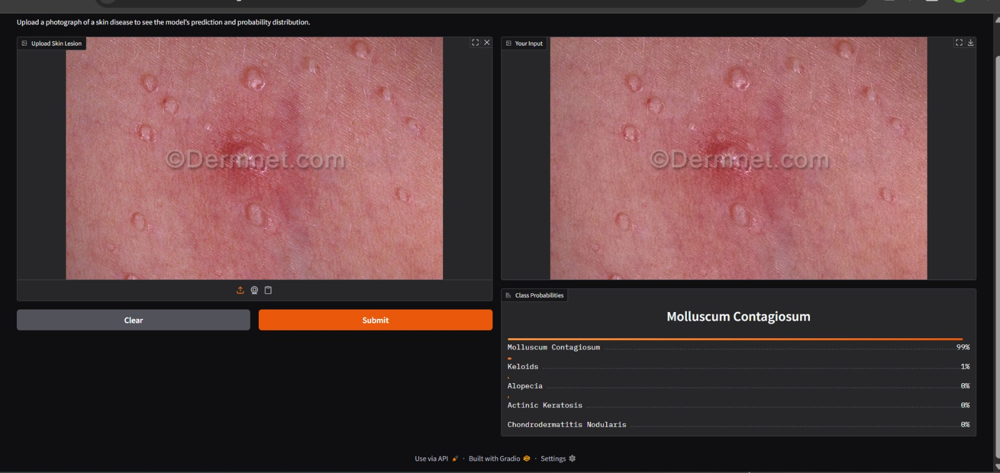 Upload a photograph of a skin disease to see the model's prediction and probability distribution.
Upload Skin Lesion
©Dermnet.com
Clear
Submit
Your Input
©Dermnet.com
Class Probabilities
Molluscum Contagiosum
Molluscum Contagiosum 99%
Keloids 1%
Alopecia 0%
Actinic Keratosis 0%
Chondrodermatitis Nodularis 0%
Use via API · Built with Gradio · Settings